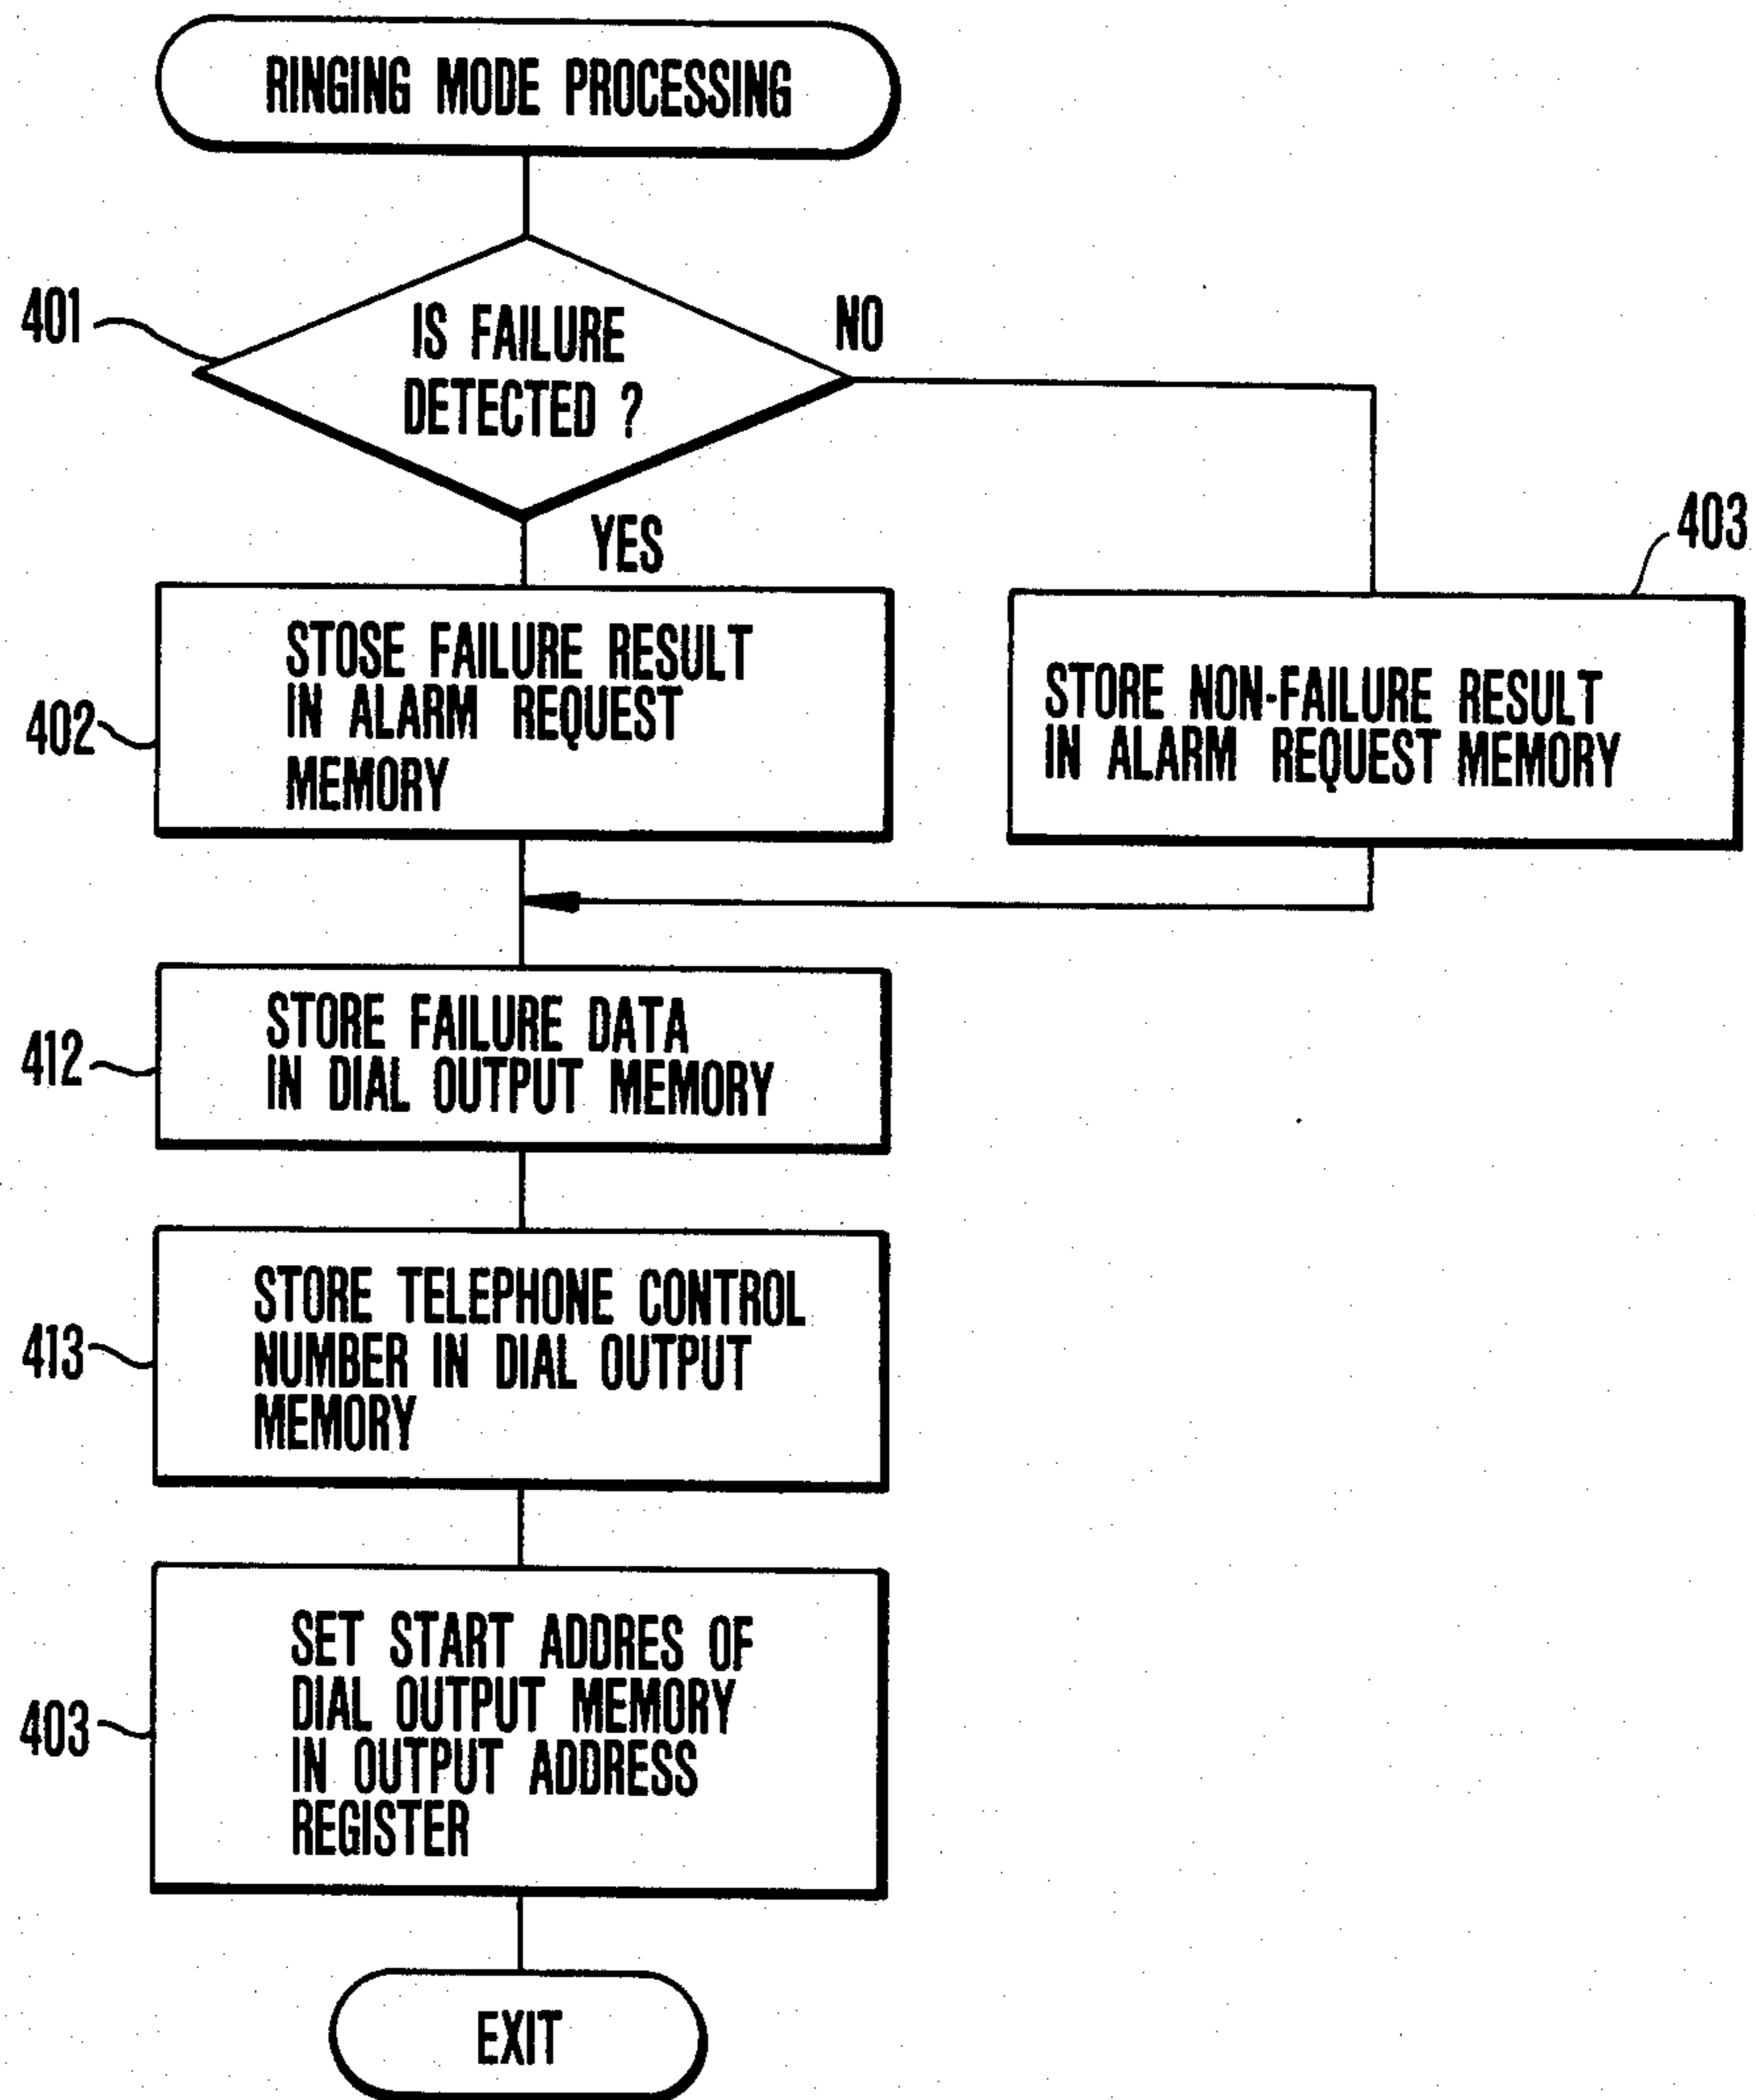 RINGING MODE PROCESSING
401
IS FAILURE
DETECTED ?
NO
YES
402
STOSE FAILURE RESULT
IN ALARM REQUEST
MEMORY
403
STORE NON-FAILURE RESULT
IN ALARM REQUEST MEMORY
412
STORE FAILURE DATA
IN DIAL OUTPUT MEMORY
413
STORE TELEPHONE CONTROL
NUMBER IN DIAL OUTPUT
MEMORY
403
SET START ADDRES OF
DIAL OUTPUT MEMORY
IN OUTPUT ADDRESS
REGISTER
EXIT